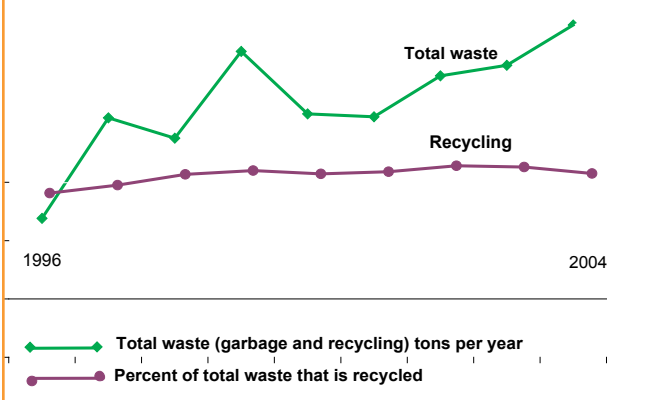 Total waste
Recycling
1996
2004
Total waste (garbage and recycling) tons per year
Percent of total waste that is recycled